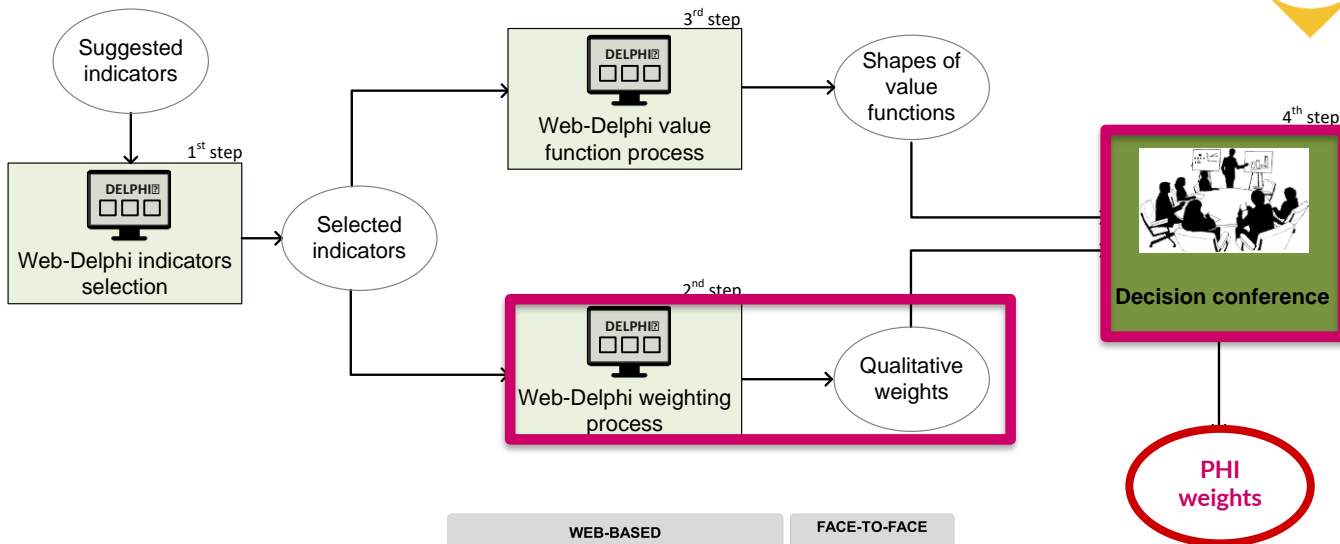 Suggested
indicators
1st step
DELPHI⍰
Web-Delphi indicators
selection
Selected
indicators
3rd step
DELPHI⍰
Web-Delphi value
function process
Shapes of
value
functions
2nd step
DELPHI⍰
Web-Delphi weighting
process
Qualitative
weights
4th step
Decision conference
PHI
weights
WEB-BASED
FACE-TO-FACE